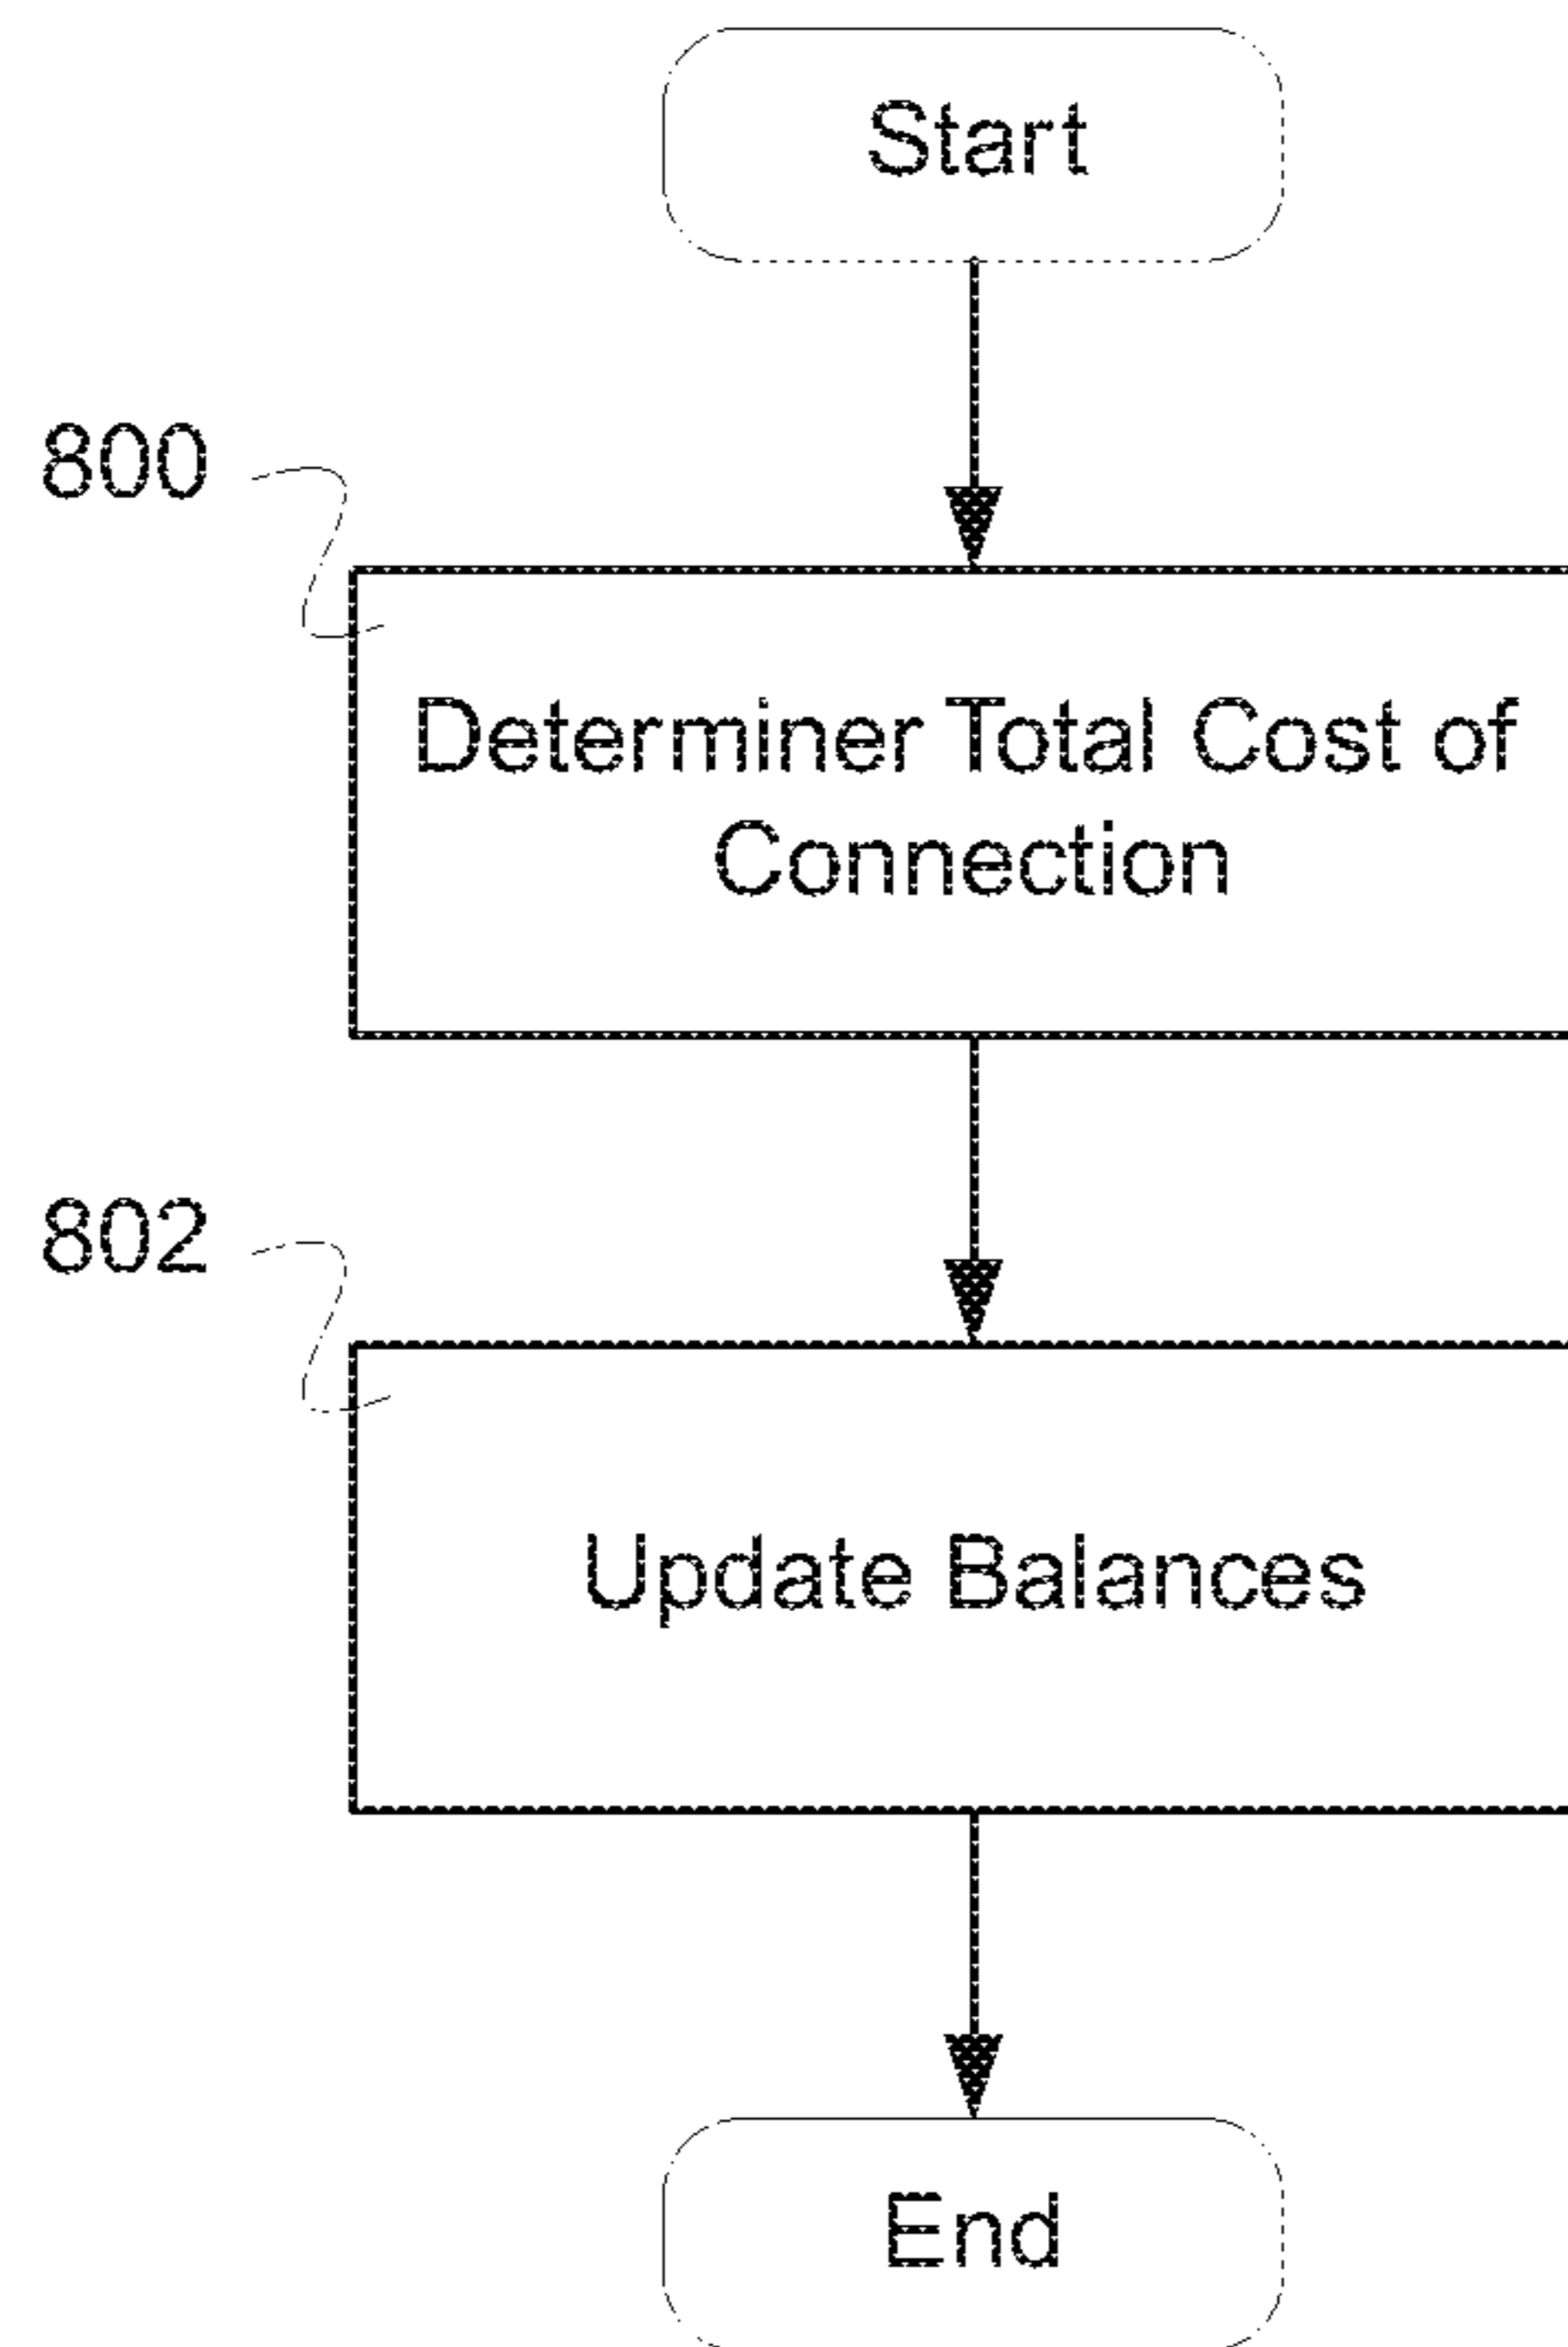 Start
800
Determiner Total Cost of
Connection
802
Update Balances
End